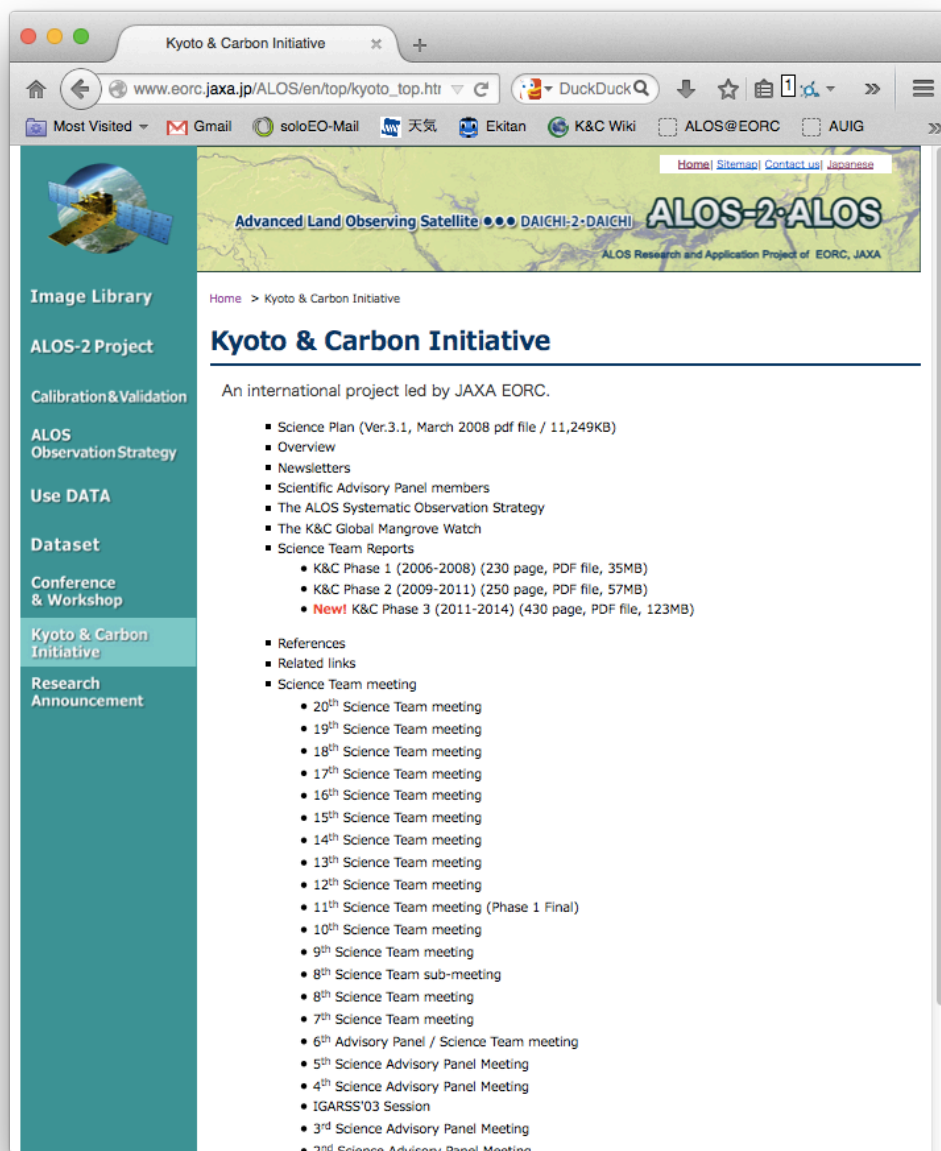 Kyoto & Carbon Initiative
www.eorc.jaxa.jp/ALOS/en/top/kyoto_top.htr
DuckDuck
1
Most Visited
Gmail
soloEO-Mail
天気
Ekitan
K&C Wiki
ALOS@EORC
AUIG
Home| Sitemap| Contact us| Japanese
Advanced Land Observing Satellite ●●● DAICHI-2・DAICHI
ALOS-2・ALOS
ALOS Research and Application Project of EORC, JAXA
Image Library
ALOS-2 Project
Calibration&Validation
ALOS
Observation Strategy
Use DATA
Dataset
Conference
& Workshop
Kyoto & Carbon
Initiative
Research
Announcement
Home > Kyoto & Carbon Initiative
Kyoto & Carbon Initiative
An international project led by JAXA EORC.
Science Plan (Ver.3.1, March 2008 pdf file / 11,249KB)
Overview
Newsletters
Scientific Advisory Panel members
The ALOS Systematic Observation Strategy
The K&C Global Mangrove Watch
Science Team Reports
K&C Phase 1 (2006-2008) (230 page, PDF file, 35MB)
K&C Phase 2 (2009-2011) (250 page, PDF file, 57MB)
New! K&C Phase 3 (2011-2014) (430 page, PDF file, 123MB)
References
Related links
Science Team meeting
20th Science Team meeting
19th Science Team meeting
18th Science Team meeting
17th Science Team meeting
16th Science Team meeting
15th Science Team meeting
14th Science Team meeting
13th Science Team meeting
12th Science Team meeting
11th Science Team meeting (Phase 1 Final)
10th Science Team meeting
9th Science Team meeting
8th Science Team sub-meeting
8th Science Team meeting
7th Science Team meeting
6th Advisory Panel / Science Team meeting
5th Science Advisory Panel Meeting
4th Science Advisory Panel Meeting
IGARSS'03 Session
3rd Science Advisory Panel Meeting
2nd Science Advisory Panel Meeting